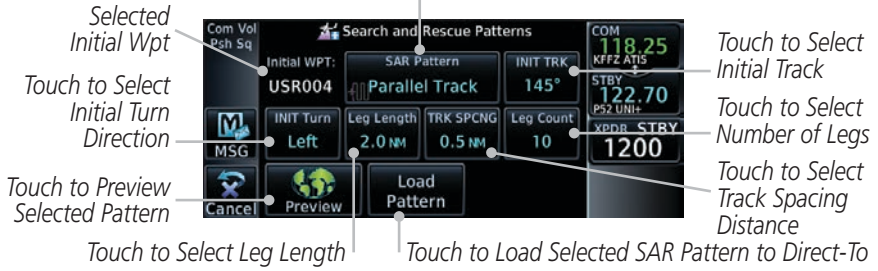 Selected
Initial Wpt
Touch to Select
Initial Turn
Direction
Touch to Preview
Selected Pattern
Com Vol
Psh Sq
Search and Rescue Patterns
Initial WPT:
USR004
SAR Pattern
Parallel Track
INIT TRK
145°
INIT Turn
Left
Leg Length
2.0 NM
TRK SPCNG
0.5 NM
Leg Count
10
MSG
Cancel
Preview
Load
Pattern
COM
118.25
KFFZ ATIS
STBY
122.70
P52 UNI+
XPDR STBY
1200
Touch to Select
Initial Track
Touch to Select
Number of Legs
Touch to Select
Track Spacing
Distance
Touch to Select Leg Length
Touch to Load Selected SAR Pattern to Direct-To